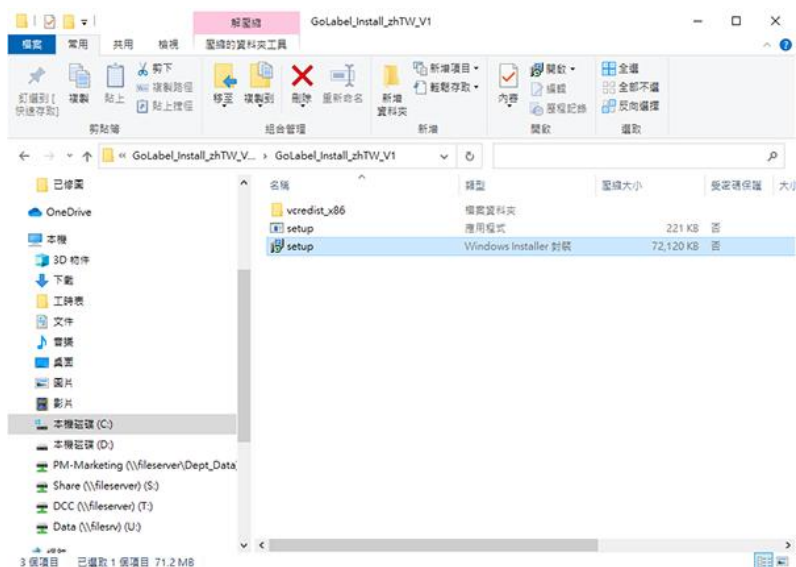 解壓縮
GoLabel_Install_zhTW_V1
檔案
常用
共用
檢視
壓縮的資料夾工具
釘選到 [
快速存取]
複製
貼上
剪下
複製路徑
貼上捷徑
剪貼簿
移至
複製到
刪除
重新命名
組合管理
新增
資料夾
新增項目
輕鬆存取
新增
內容
開啟
編輯
歷程記錄
開啟
全選
全部不選
反向選擇
選取
« GoLabel_Install_zhTW_V... › GoLabel_Install_zhTW_V1
已修圖
OneDrive
本機
3D 物件
下載
工時表
文件
音樂
桌面
圖片
影片
本機磁碟 (C:)
本機磁碟 (D:)
PM-Marketing (\\fileserver\Dept_Data)
Share (\\fileserver) (S:)
DCC (\\fileserver) (T:)
Data (\\filesrv) (U:)
名稱 類型 壓縮大小 受密碼保護 大小
vcredist_x86 檔案資料夾
setup 應用程式 221 KB 否
setup Windows Installer 封裝 72,120 KB 否
3 個項目 已選取 1 個項目 71.2 MB